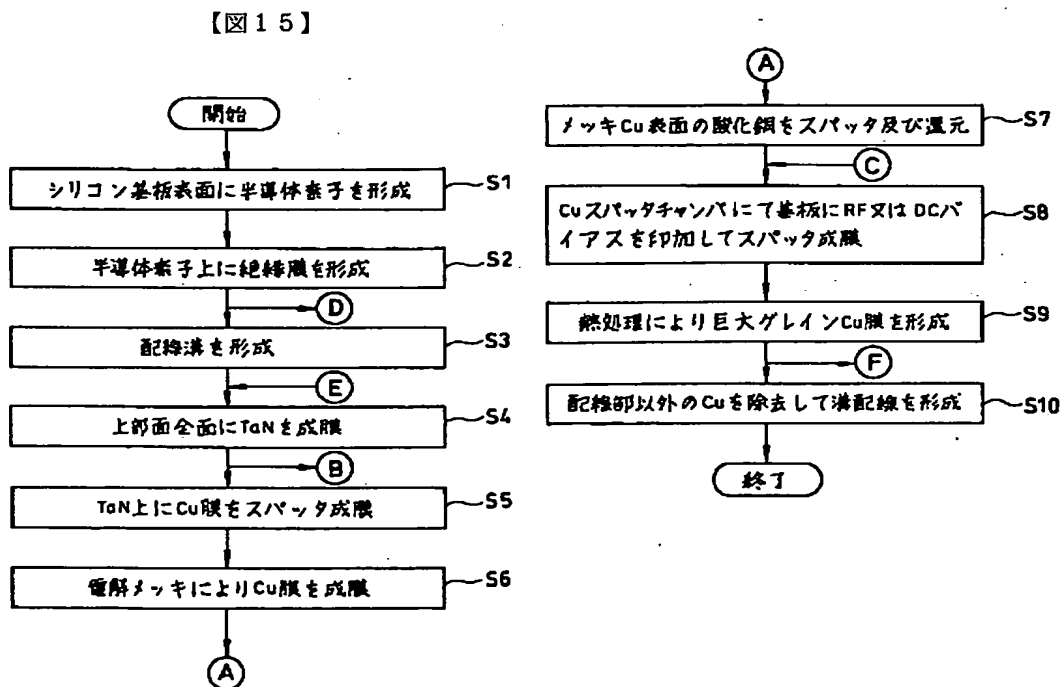 【図１５】
開始
シリコン基板表面に半導体素子を形成
S1
半導体素子上に絶縁膜を形成
S2
D
配線溝を形成
S3
E
上部面全面にTaNを成膜
S4
B
TaN上にCu膜をスパッタ成膜
S5
電解メッキによりCu膜を成膜
S6
A
A
メッキCu表面の酸化銅をスパッタ及び還元
S7
C
CuスパッタチャンバにてRF基板にRF又はDCバ
イアスを印加してスパッタ成膜
S8
熱処理により巨大グレインCu膜を形成
S9
F
配線部以外のCuを除去して溝配線を形成
S10
終了